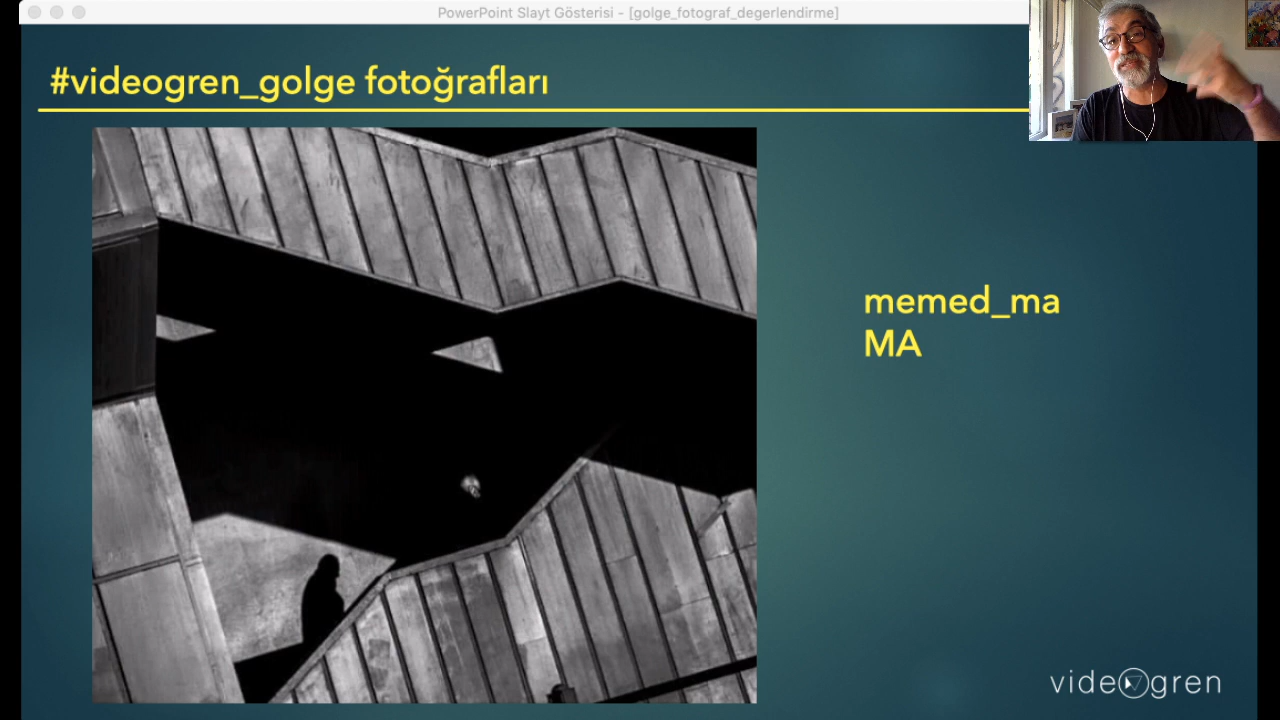 PowerPoint Slayt Gösterisi - [golge_fotograf_degerlendirme]
#videogren_golge fotoğrafları
memed_ma
MA
videogren